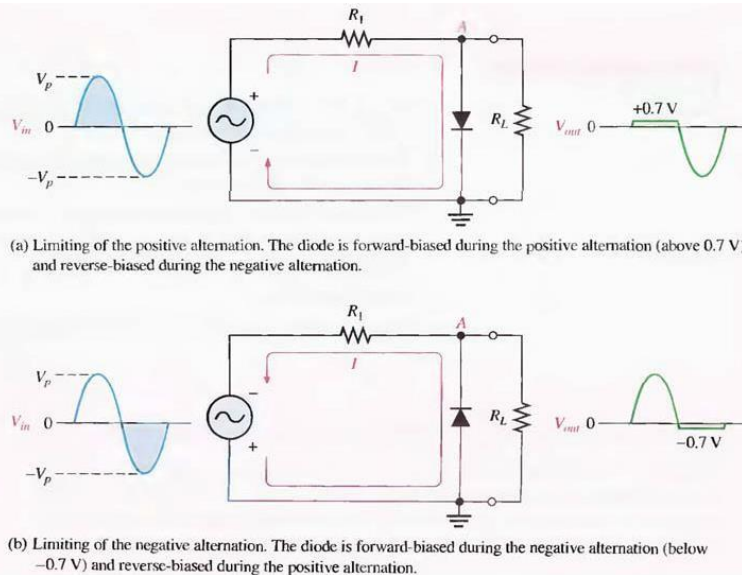 R1
A
I
Vp
+
Vin 0
−
−Vp
RL
+0.7 V
Vout 0
(a) Limiting of the positive alternation. The diode is forward-biased during the positive alternation (above 0.7 V)
and reverse-biased during the negative alternation.
R1
A
I
Vp
−
Vin 0
+
−Vp
RL
Vout 0
−0.7 V
(b) Limiting of the negative alternation. The diode is forward-biased during the negative alternation (below
−0.7 V) and reverse-biased during the positive alternation.